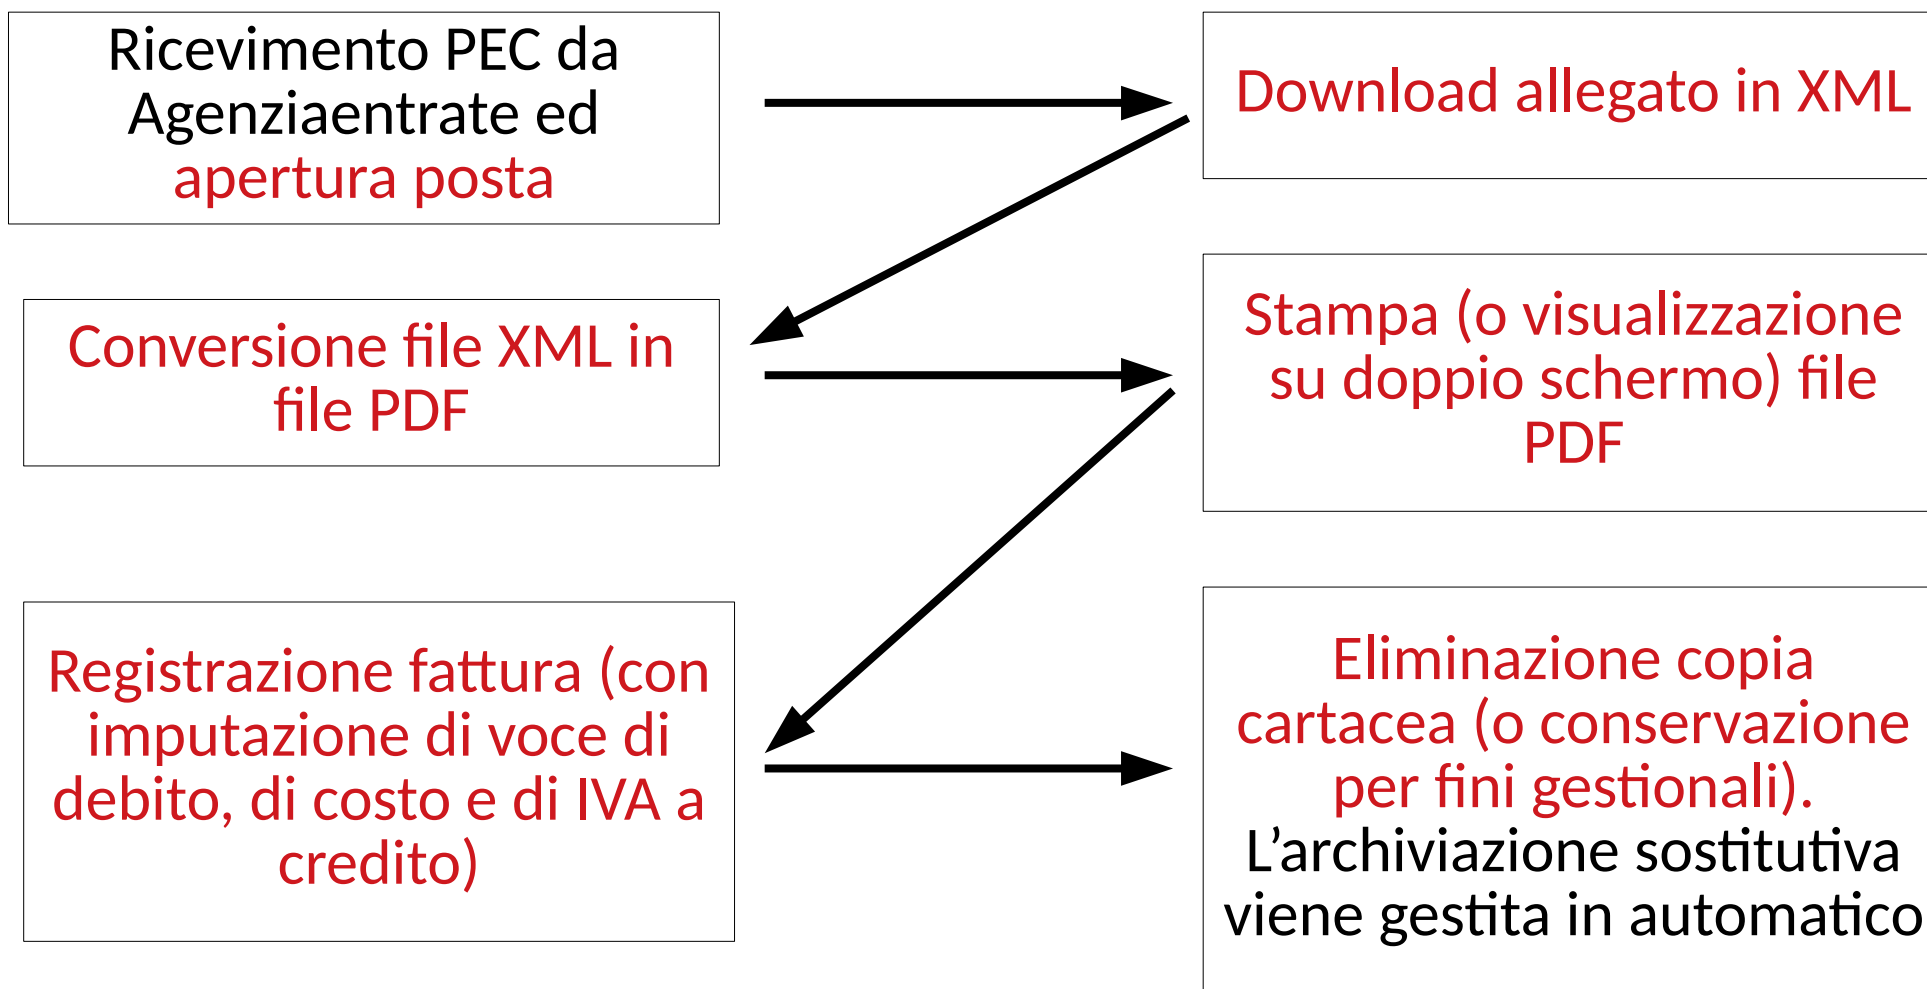 Ricevimento PEC da
Agenziaentrate ed
apertura posta
Download allegato in XML
Conversione file XML in
file PDF
Stampa (o visualizzazione
su doppio schermo) file
PDF
Registrazione fattura (con
imputazione di voce di
debito, di costo e di IVA a
credito)
Eliminazione copia
cartacea (o conservazione
per fini gestionali).
L’archiviazione sostitutiva
viene gestita in automatico